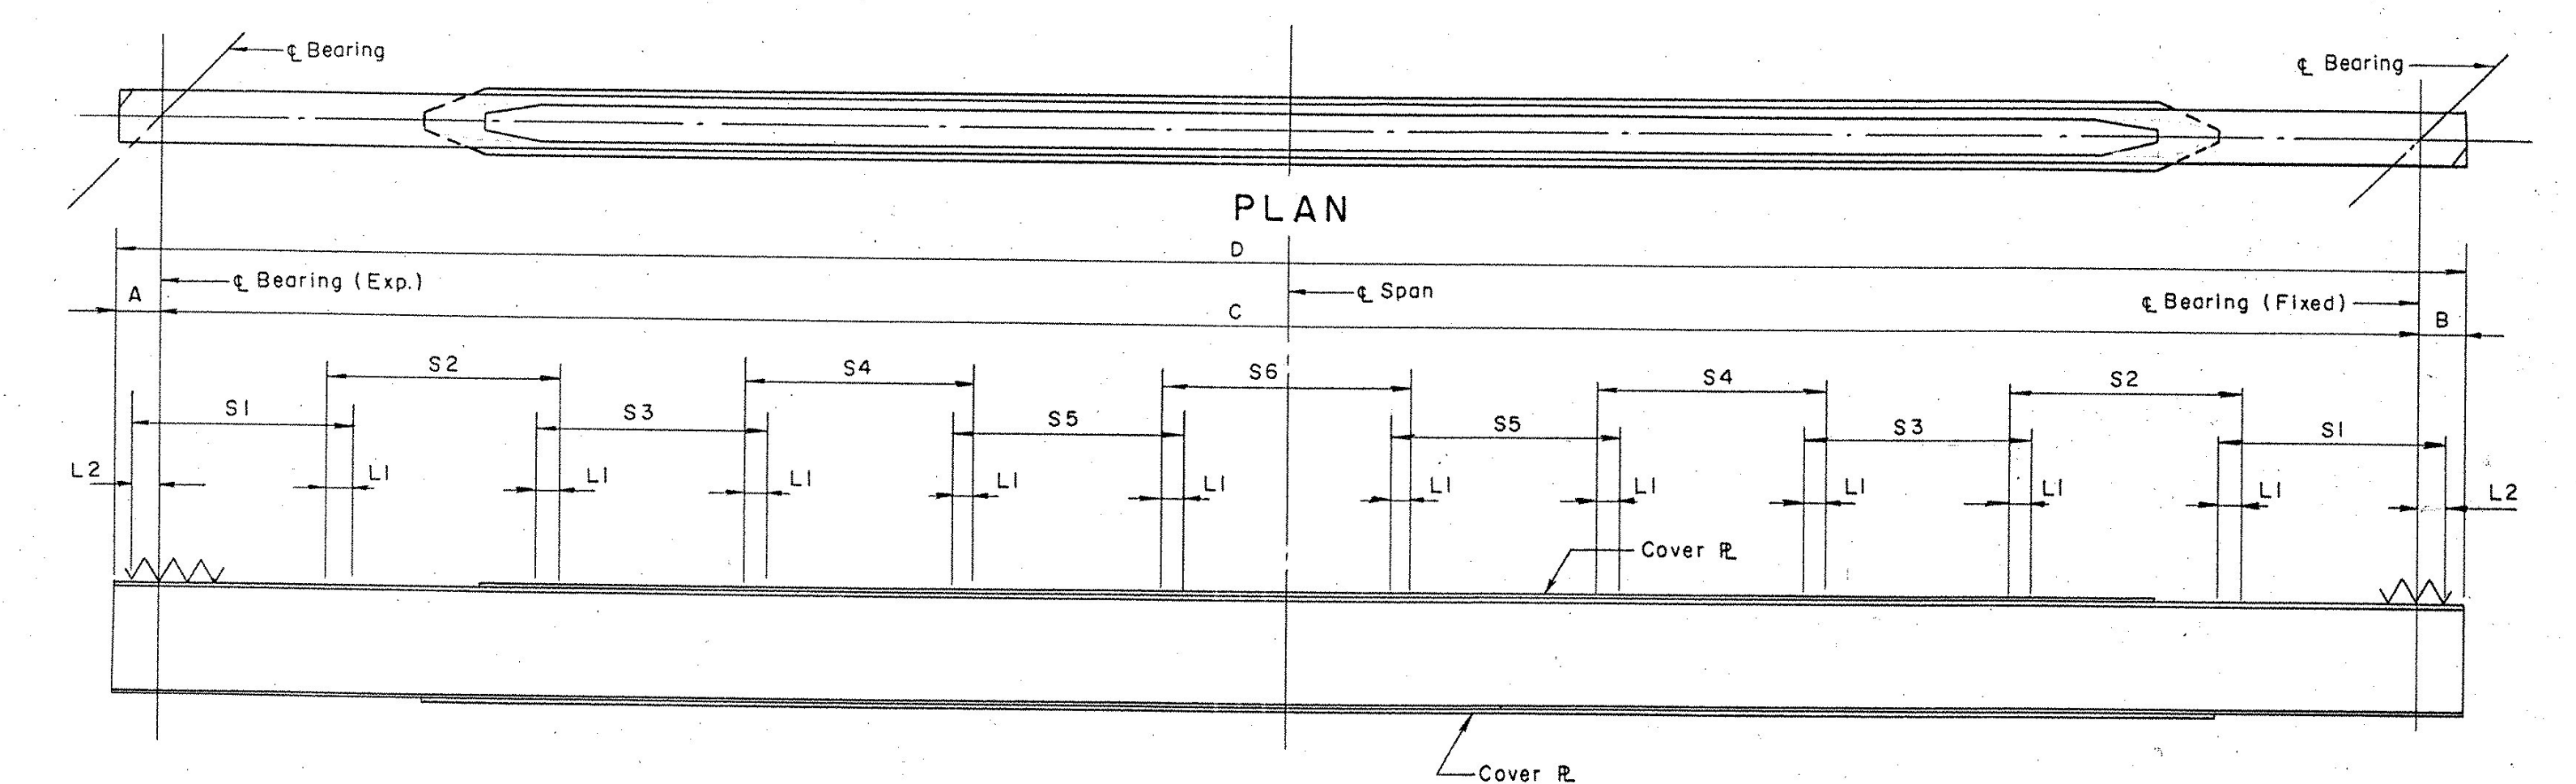 ℄ Bearing
℄ Bearing
PLAN
D
℄ Bearing (Exp.)
℄ Span
℄ Bearing (Fixed)
A
C
B
S2
S4
S6
S4
S2
S1
S3
S5
S5
S3
S1
L2
L1
L1
L1
L1
L1
L1
L1
L1
L1
L1
L2
Cover ⅊
Cover ⅊